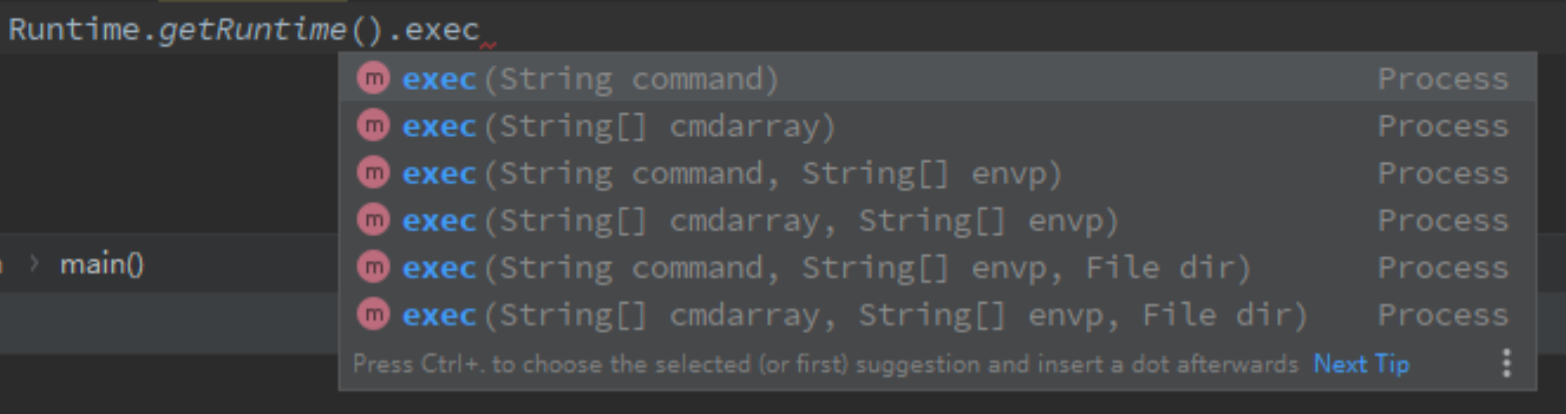 Runtime.getRuntime().exec
m exec(String command) Process
m exec(String[] cmdarray) Process
m exec(String command, String[] envp) Process
m exec(String[] cmdarray, String[] envp) Process
m exec(String command, String[] envp, File dir) Process
m exec(String[] cmdarray, String[] envp, File dir) Process
Press Ctrl+. to choose the selected (or first) suggestion and insert a dot afterwards Next Tip
> main()